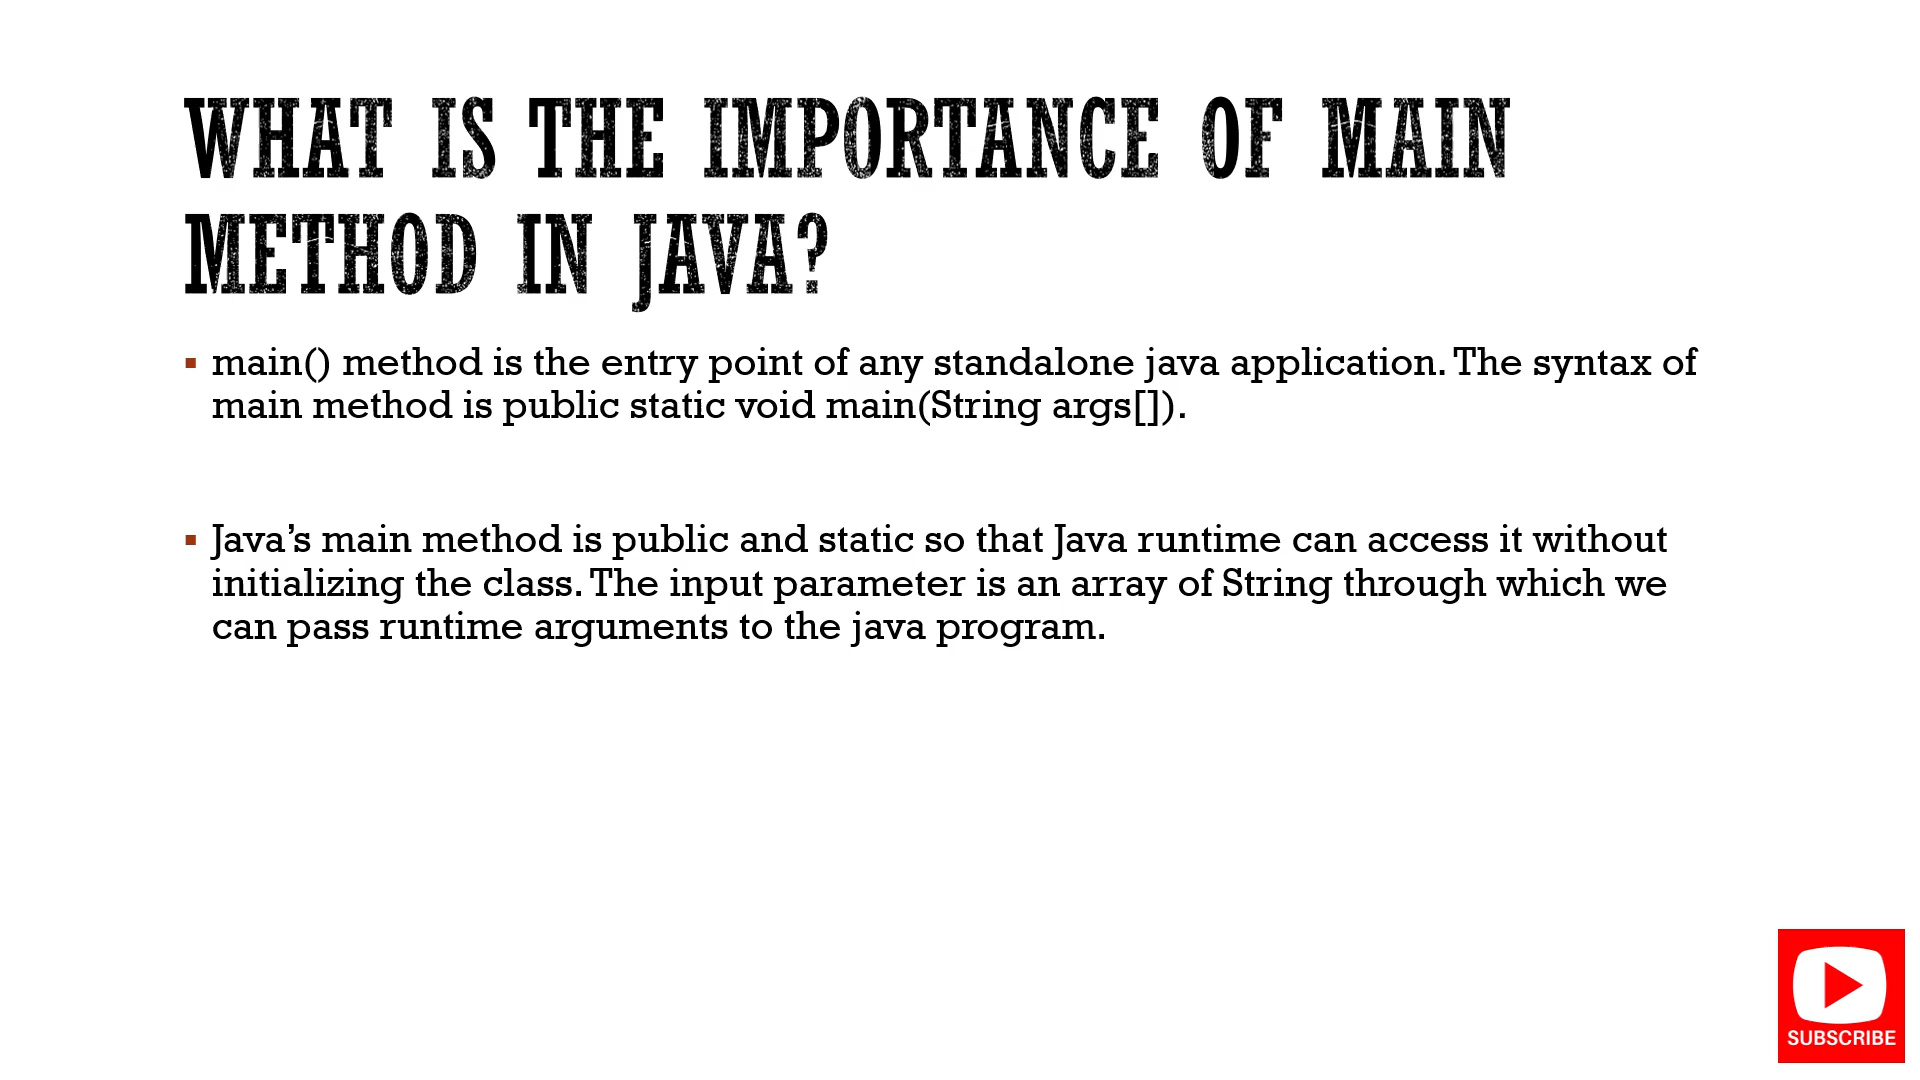 WHAT IS THE IMPORTANCE OF MAIN
METHOD IN JAVA?
▪ main() method is the entry point of any standalone java application. The syntax of
main method is public static void main(String args[]).
▪ Java’s main method is public and static so that Java runtime can access it without
initializing the class. The input parameter is an array of String through which we
can pass runtime arguments to the java program.
SUBSCRIBE